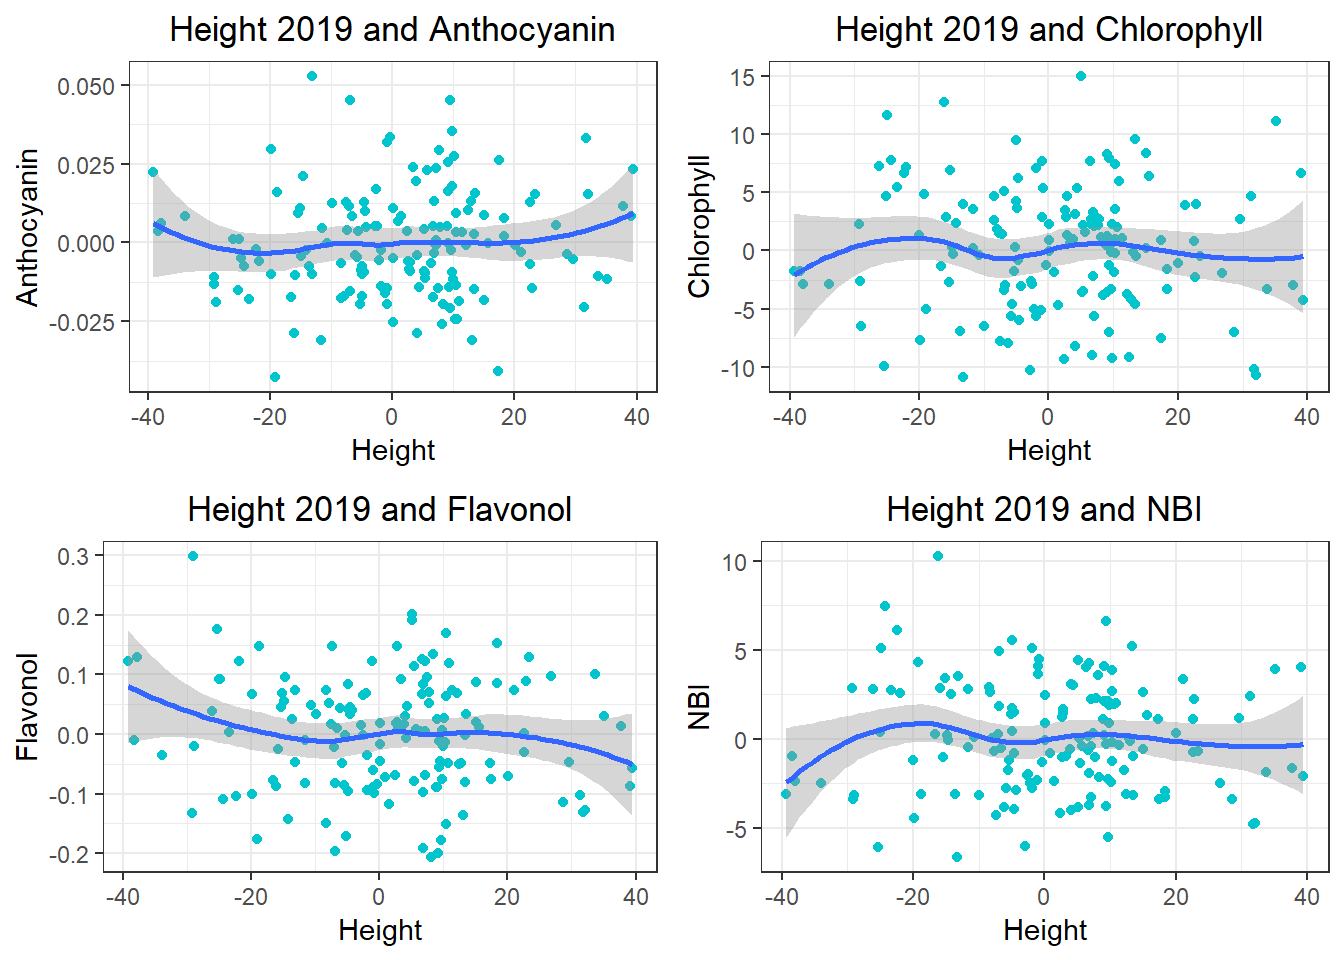 Height 2019 and Anthocyanin
Anthocyanin
0.050
0.025
0.000
-0.025
-40 -20 0 20 40
Height
Height 2019 and Chlorophyll
Chlorophyll
15
10
5
0
-5
-10
-40 -20 0 20 40
Height
Height 2019 and Flavonol
Flavonol
0.3
0.2
0.1
0.0
-0.1
-0.2
-40 -20 0 20 40
Height
Height 2019 and NBI
NBI
10
5
0
-5
-40 -20 0 20 40
Height